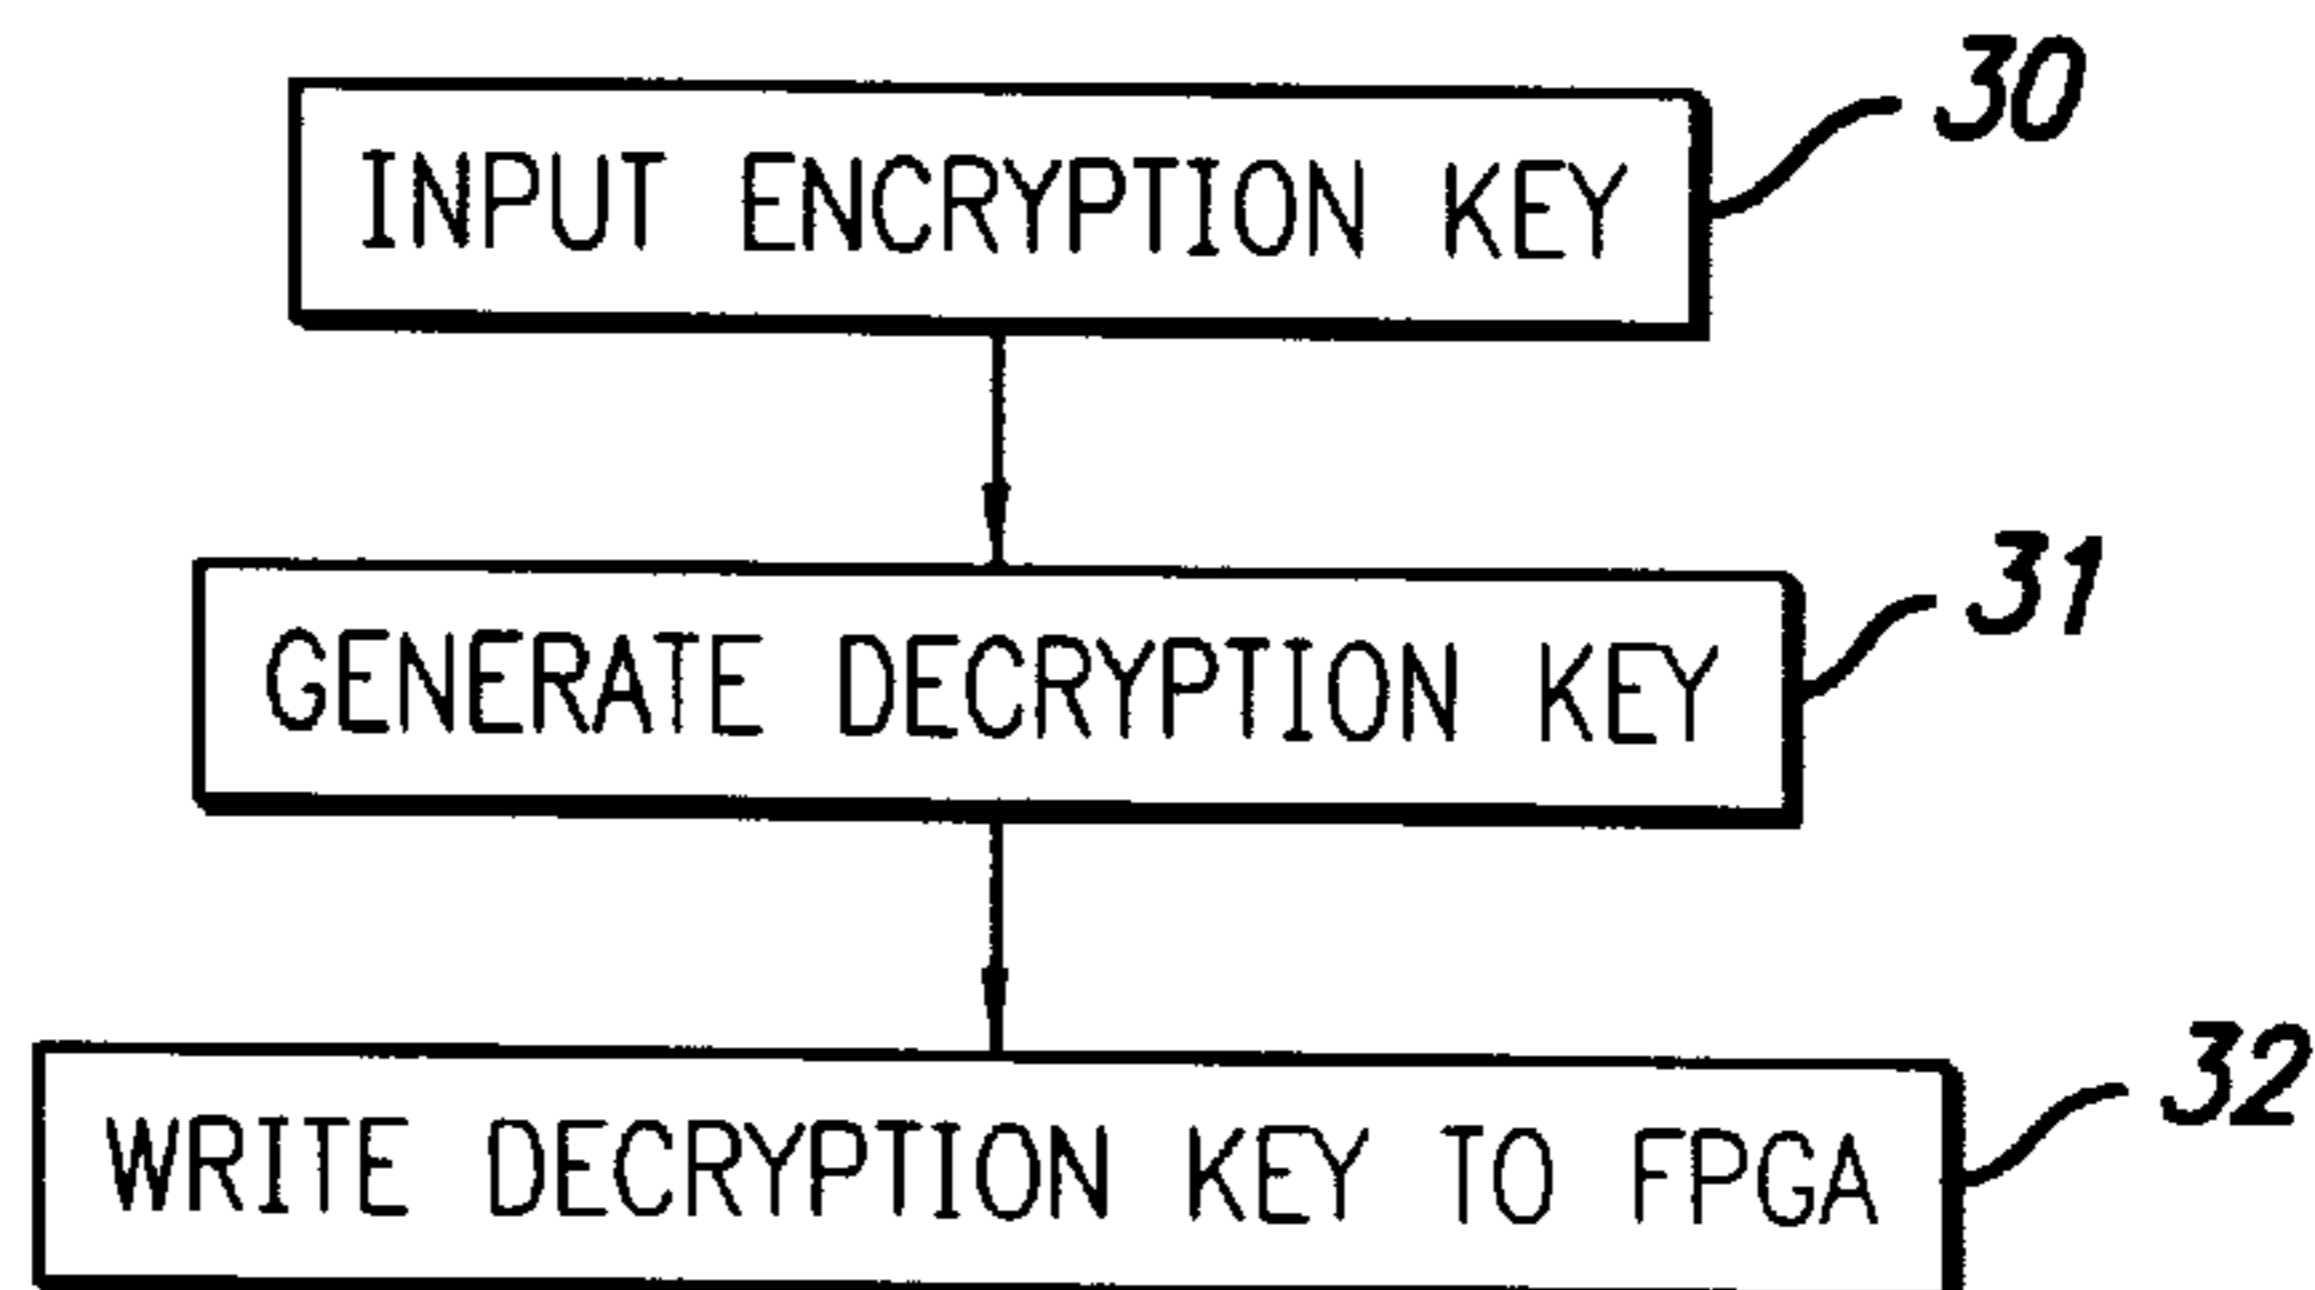 30
INPUT ENCRYPTION KEY
31
GENERATE DECRYPTION KEY
32
WRITE DECRYPTION KEY TO FPGA